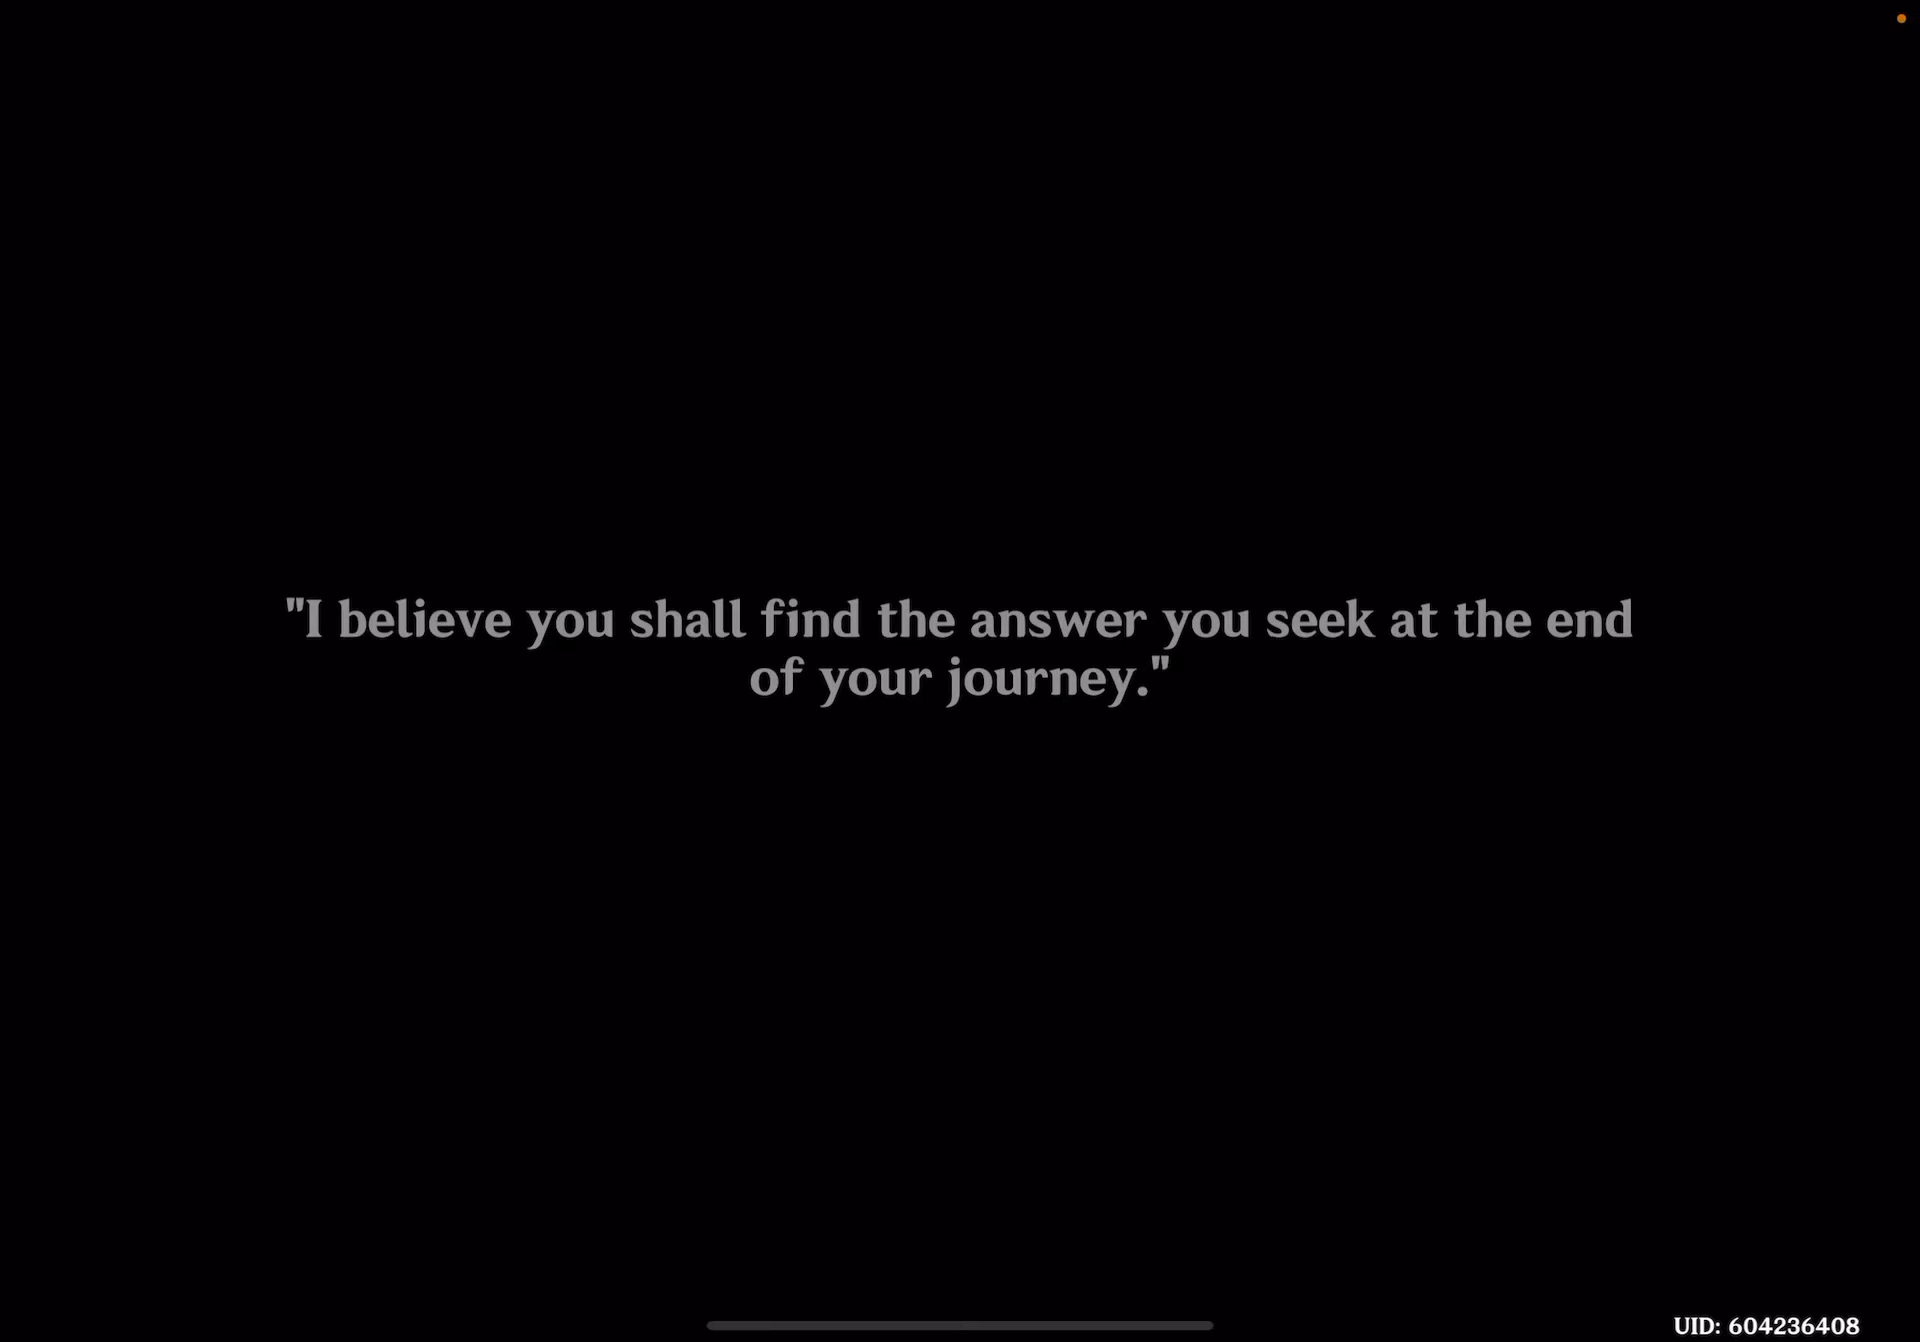 "I believe you shall find the answer you seek at the end
of your journey."
UID: 604236408